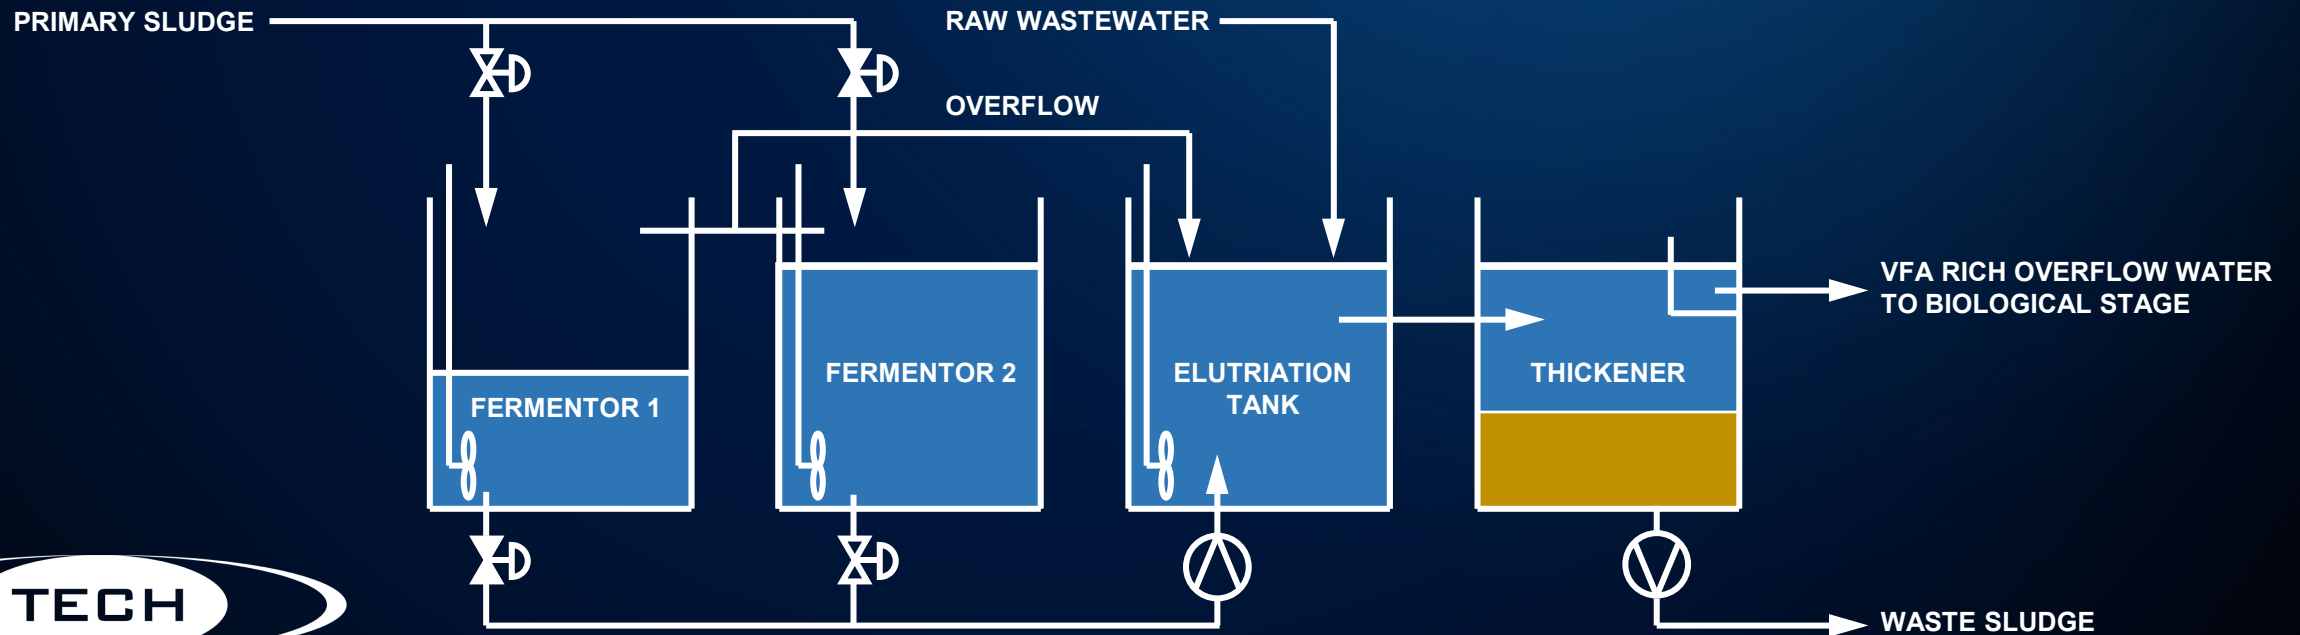 PRIMARY SLUDGE
RAW WASTEWATER
OVERFLOW
VFA RICH OVERFLOW WATER
TO BIOLOGICAL STAGE
FERMENTOR 1
FERMENTOR 2
ELUTRIATION
TANK
THICKENER
TECH
WASTE SLUDGE